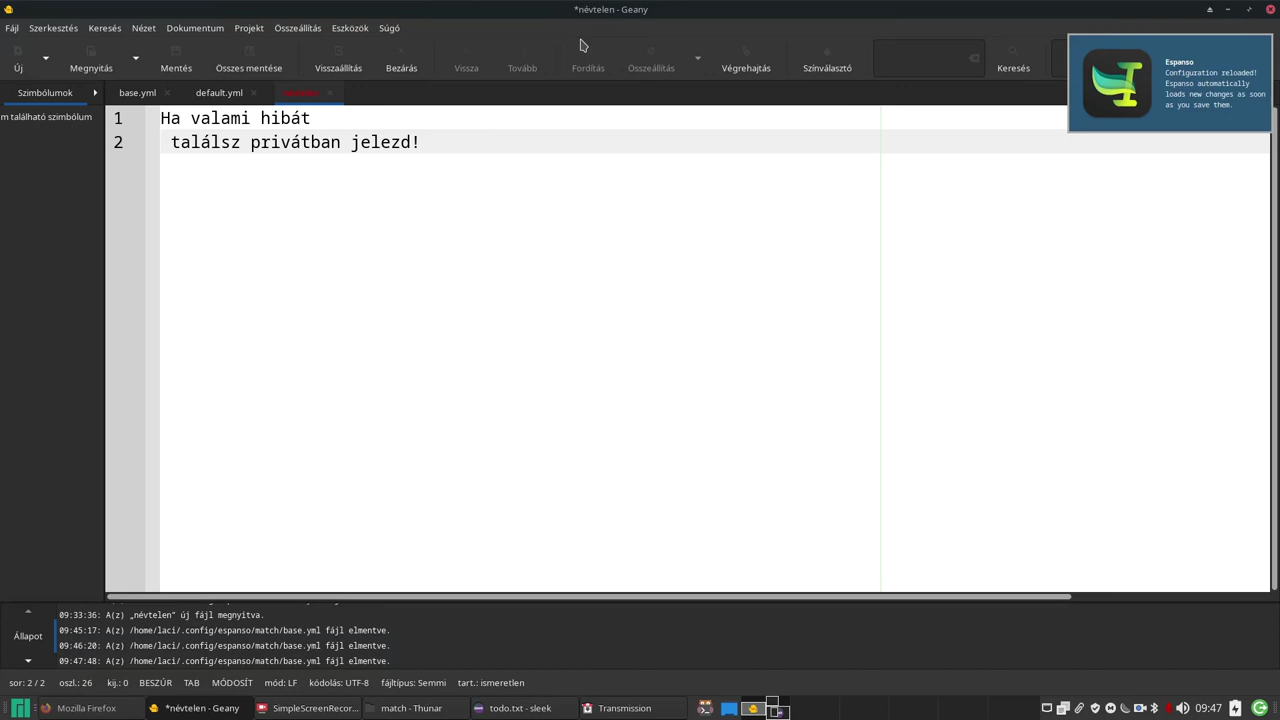 *névtelen - Geany
Fájl Szerkesztés Keresés Nézet Dokumentum Projekt Összeállítás Eszközök Súgó
Új Megnyitás Mentés Összes mentése Visszaállítás Bezárás Vissza Tovább Fordítás Összeállítás Végrehajtás Színválasztó Keresés
Espanso
Configuration reloaded!
Espanso automatically
loads new changes as soon
as you save them.
Szimbólumok base.yml default.yml névtelen
m található szimbólum
1 Ha valami hibát
2 találsz privátban jelezd!
Állapot
09:33:36: A(z) „névtelen” új fájl megnyitva.
09:45:17: A(z) /home/laci/.config/espanso/match/base.yml fájl elmentve.
09:46:20: A(z) /home/laci/.config/espanso/match/base.yml fájl elmentve.
09:47:48: A(z) /home/laci/.config/espanso/match/base.yml fájl elmentve.
sor: 2 / 2 oszl.: 26 kij.: 0 BESZÚR TAB MÓDOSÍT mód: LF kódolás: UTF-8 fájltípus: Semmi tart.: ismeretlen
Mozilla Firefox *névtelen - Geany SimpleScreenRecor... match - Thunar todo.txt - sleek Transmission 09:47